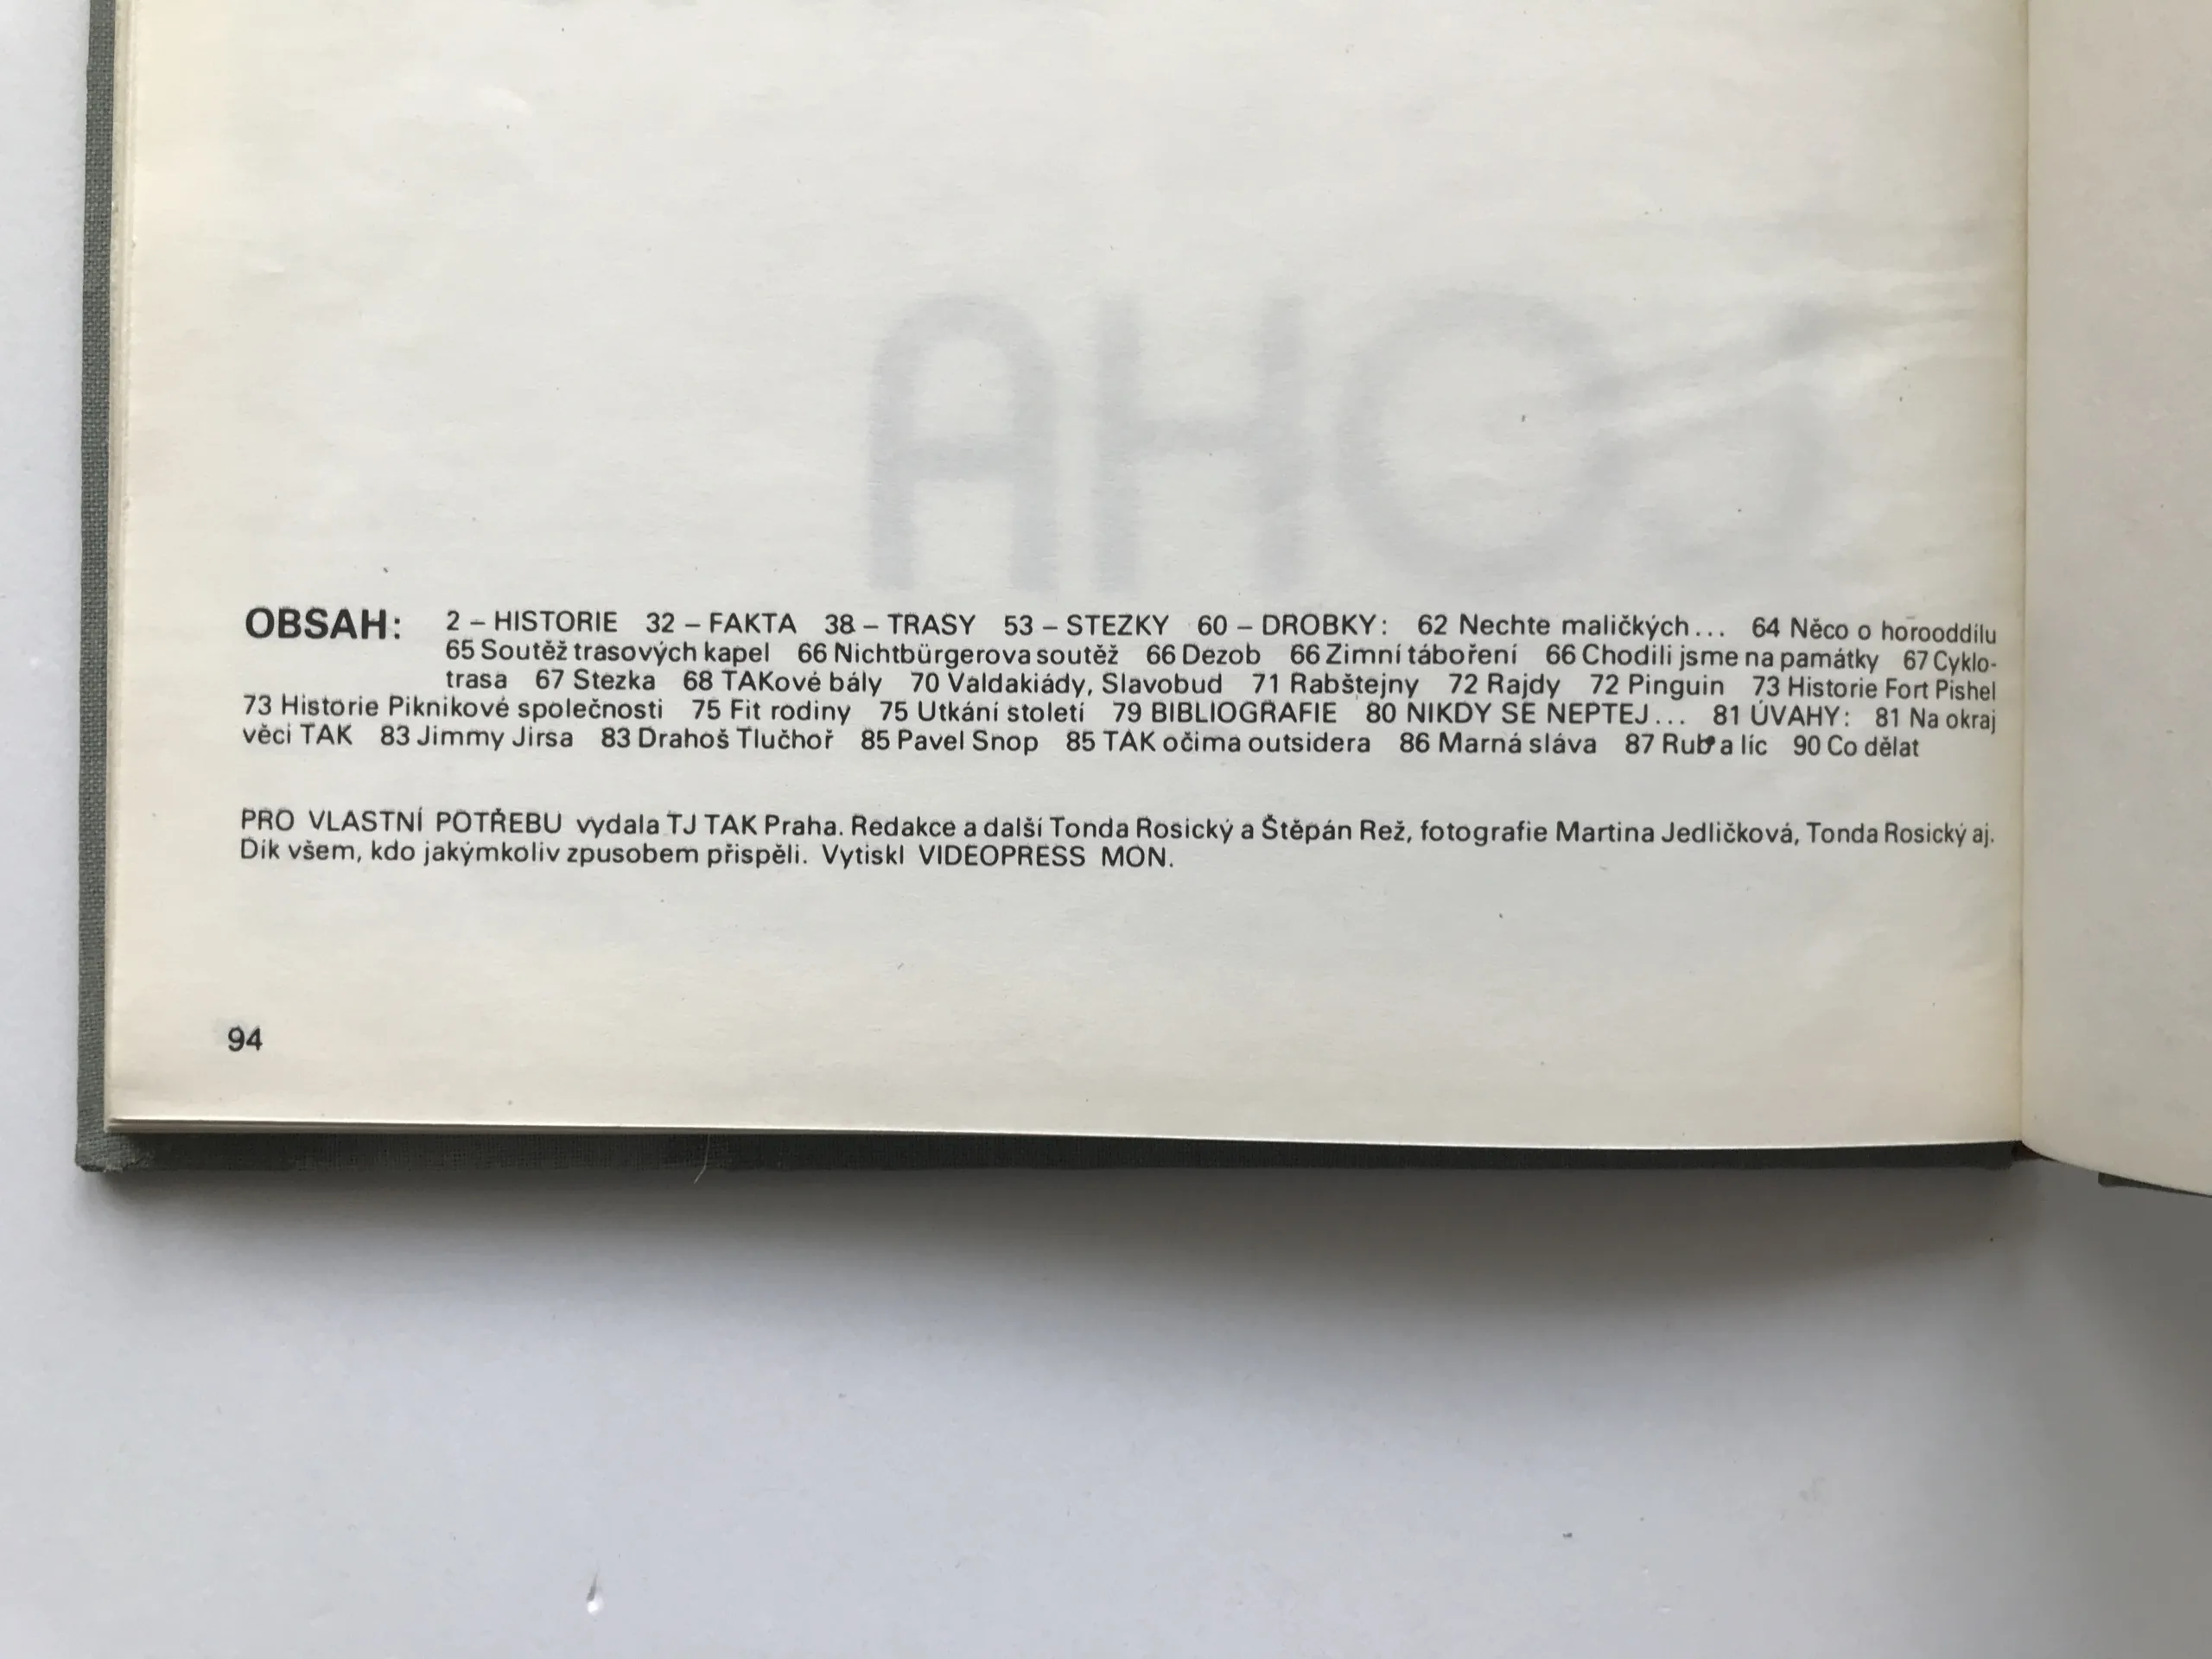 AHOJ
OBSAH: 2 – HISTORIE 32 – FAKTA 38 – TRASY 53 – STEZKY 60 – DROBKY: 62 Nechte maličkých... 64 Něco o horooddílu
65 Soutěž trasových kapel 66 Nichtbürgerova soutěž 66 Dezob 66 Zimní táboření 66 Chodili jsme na památky 67 Cyklo-
trasa 67 Stezka 68 TAKové bály 70 Valdakiády, Slavobud 71 Rabštejny 72 Rajdy 72 Pinguin 73 Historie Fort Pishel
73 Historie Piknikové společnosti 75 Fit rodiny 75 Utkání století 79 BIBLIOGRAFIE 80 NIKDY SE NEPTEJ... 81 ÚVAHY: 81 Na okraj
věci TAK 83 Jimmy Jirsa 83 Drahoš Tlučhoř 85 Pavel Snop 85 TAK očima outsidera 86 Marná sláva 87 Rub a líc 90 Co dělat
PRO VLASTNÍ POTŘEBU vydala TJ TAK Praha. Redakce a další Tonda Rosický a Štěpán Rež, fotografie Martina Jedličková, Tonda Rosický aj.
Dík všem, kdo jakýmkoliv zpusobem přispěli. Vytiskl VIDEOPRESS MON.
94